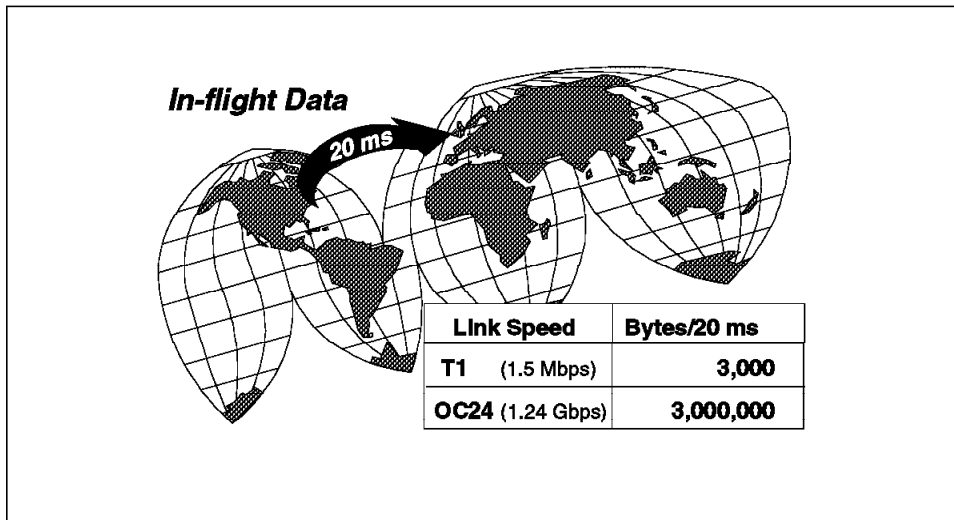 In-flight Data
20 ms
Link Speed Bytes/20 ms
T1 (1.5 Mbps) 3,000
OC24 (1.24 Gbps) 3,000,000